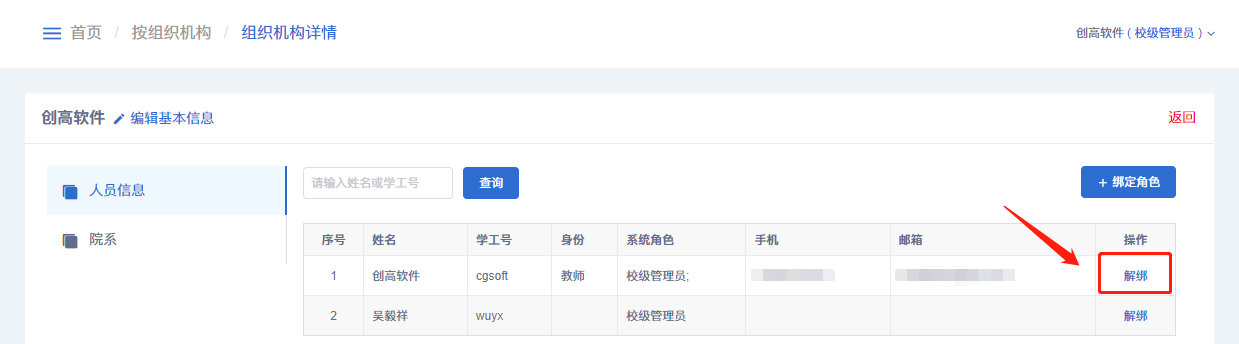 首页 / 按组织机构 / 组织机构详情
创高软件 ( 校级管理员 )
创高软件 编辑基本信息
返回
人员信息
院系
请输入姓名或学工号 查询
+ 绑定角色
序号 姓名 学工号 身份 系统角色 手机 邮箱 操作
1 创高软件 cgsoft 教师 校级管理员; 解绑
2 吴毅祥 wuyx 校级管理员 解绑